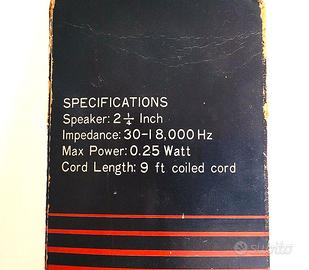 SPECIFICATIONS
Speaker: 2 1/4 Inch
Impedance: 30-18,000 Hz
Max Power: 0.25 Watt
Cord Length: 9 ft coiled cord
subito